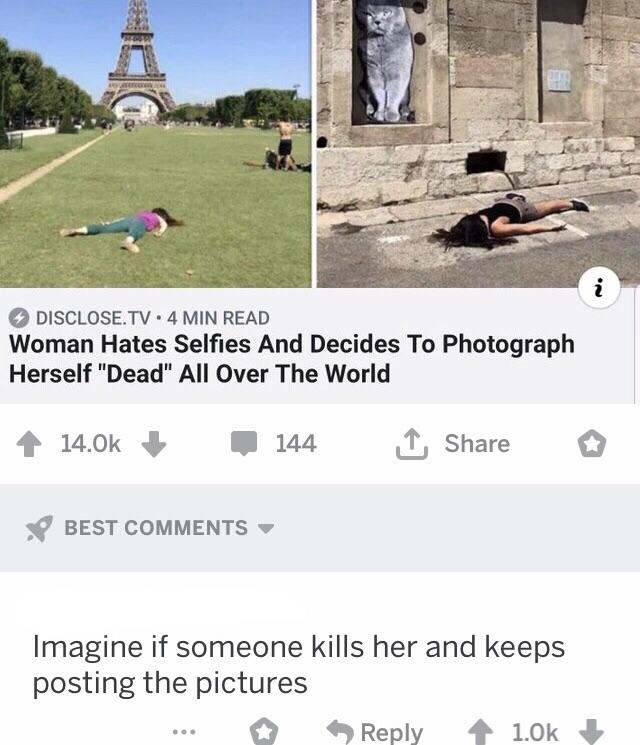 DISCLOSE.TV • 4 MIN READ
Woman Hates Selfies And Decides To Photograph
Herself "Dead" All Over The World
14.0k 144 Share
BEST COMMENTS
Imagine if someone kills her and keeps
posting the pictures
Reply 1.0k